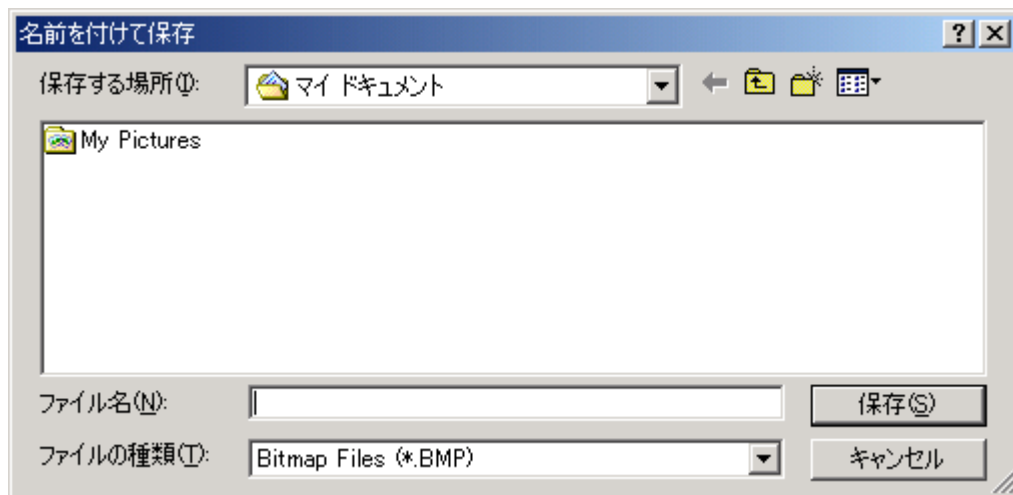 名前を付けて保存
保存する場所(I): マイ ドキュメント
My Pictures
ファイル名(N): 保存(S)
ファイルの種類(T): Bitmap Files (*.BMP) キャンセル